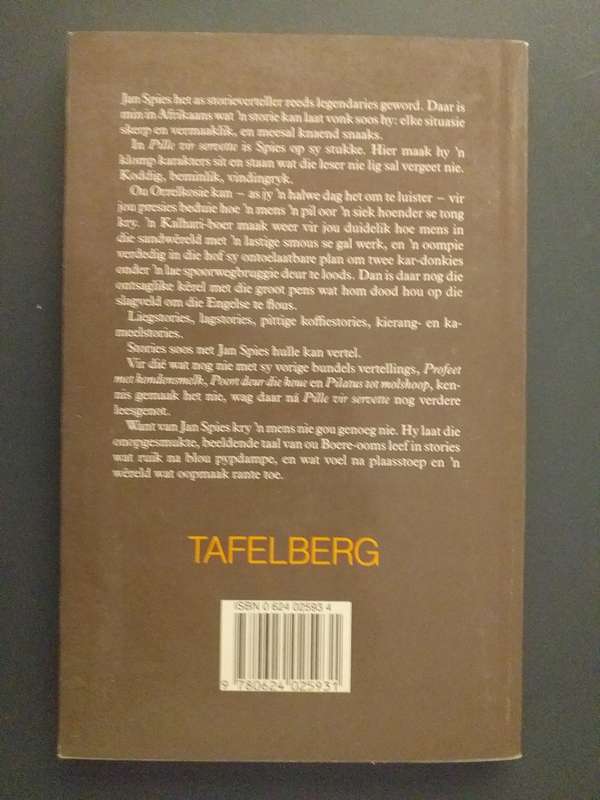 Jan Spies het as storieverteller reeds legendaries geword. Daar is
min in Afrikaans wat 'n storie kan laat vonk soos hy: elke situasie
skerp en vermaaklik, en meesal knaend snaaks.
In Pille vir servette is Spies op sy stukke. Hier maak hy 'n
klomp karakters sit en staan wat die leser nie lig sal vergeet nie.
Koddig, beminlik, vindingryk.
Ou Orrelkosie kan – as jy 'n halwe dag het om te luister – vir
jou presies beduie hoe 'n mens 'n pil oor 'n siek hoender se tong
kry. 'n Kalhari-boer maak weer vir jou duidelik hoe mens in
die sandwêreld met 'n lastige smous se gal werk, en 'n oompie
verdedig in die hof sy ontoelaatbare plan om twee kar-donkies
onder 'n lae spoorwegbruggie deur te loods. Dan is daar nog die
ontsaglike kêrel met die groot pens wat hom dood hou op die
slagveld om die Engelse te flous.
Liegstories, lagstories, pittige koffiestories, kierang- en ka-
meelstories.
Stories soos net Jan Spies hulle kan vertel.
Vir dié wat nog nie met sy vorige bundels vertellings, Profeet
met kondensmelk, Poort deur die koue en Pilatus tot molshoop, ken-
nis gemaak het nie, wag daar ná Pille vir servette nog verdere
leesgenot.
Want van Jan Spies kry 'n mens nie gou genoeg nie. Hy laat die
onopgesmukte, beeldende taal van ou Boere-ooms leef in stories
wat ruik na blou pypdampe, en wat voel na plaasstoep en 'n
wêreld wat oopmaak rante toe.
TAFELBERG
ISBN 0 624 02593 4
9 780624 025931